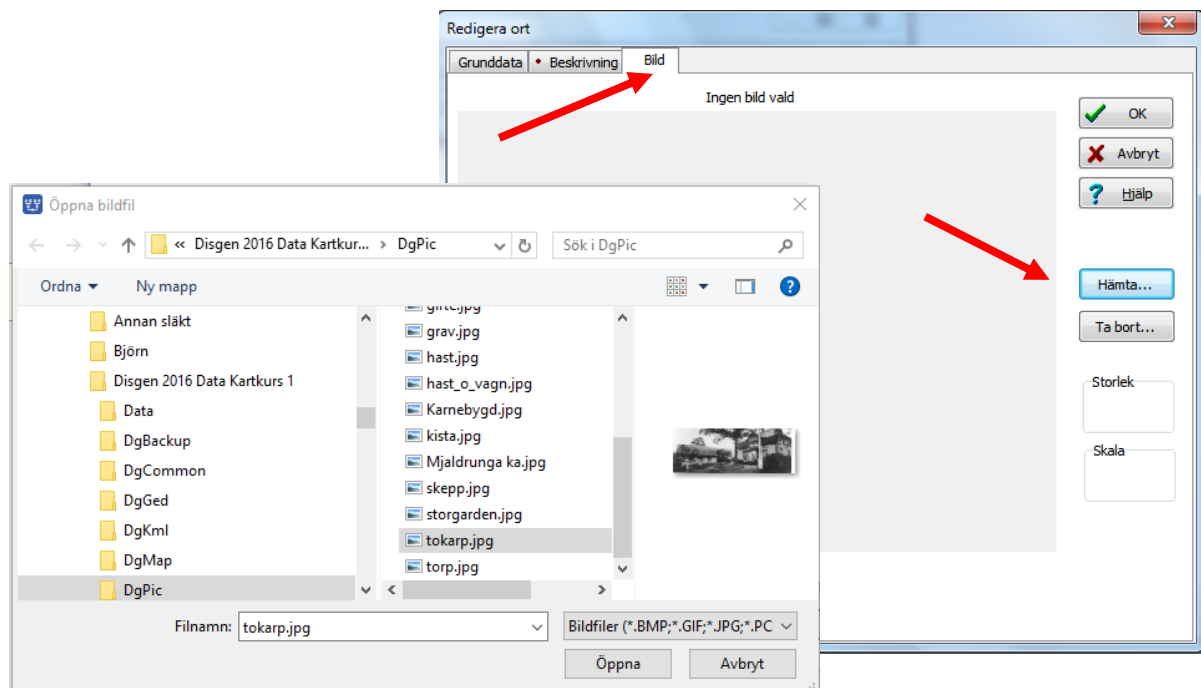 Redigera ort
Grunddata
Beskrivning
Bild
Ingen bild vald
OK
Avbryt
Hjälp
Hämta...
Ta bort...
Storlek
Skala
Öppna bildfil
« Disgen 2016 Data Kartkur... › DgPic
Sök i DgPic
Ordna
Ny mapp
Annan släkt
Björn
Disgen 2016 Data Kartkurs 1
Data
DgBackup
DgCommon
DgGed
DgKml
DgMap
DgPic
grav.jpg
hast.jpg
hast_o_vagn.jpg
Karnebygd.jpg
kista.jpg
Mjaldrunga ka.jpg
skepp.jpg
storgarden.jpg
tokarp.jpg
torp.jpg
Filnamn: tokarp.jpg
Bildfiler (*.BMP;*.GIF;*.JPG;*.PC
Öppna
Avbryt